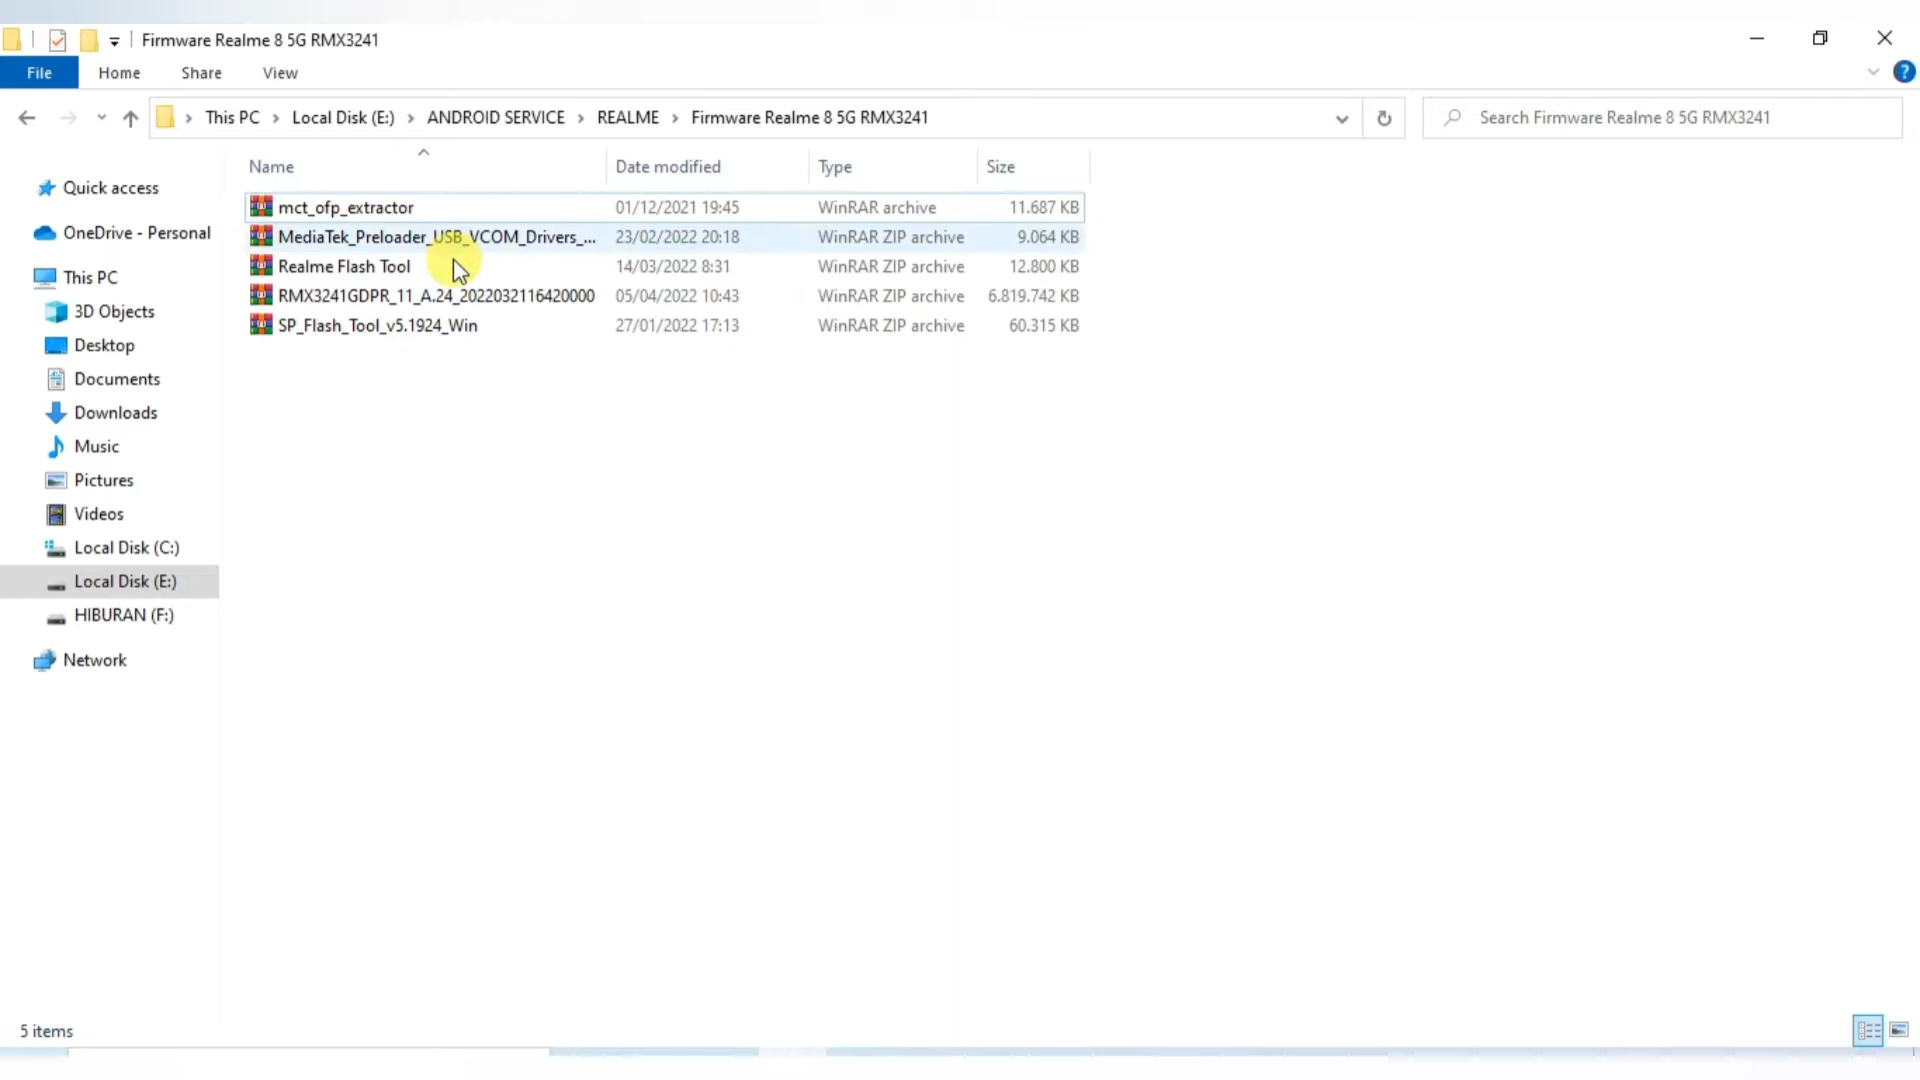 Firmware Realme 8 5G RMX3241
File Home Share View
This PC Local Disk (E:) ANDROID SERVICE REALME Firmware Realme 8 5G RMX3241 Search Firmware Realme 8 5G RMX3241
Name Date modified Type Size
mct_ofp_extractor 01/12/2021 19:45 WinRAR archive 11.687 KB
MediaTek_Preloader_USB_VCOM_Drivers_... 23/02/2022 20:18 WinRAR ZIP archive 9.064 KB
Realme Flash Tool 14/03/2022 8:31 WinRAR ZIP archive 12.800 KB
RMX3241GDPR_11_A.24_2022032116420000 05/04/2022 10:43 WinRAR ZIP archive 6.819.742 KB
SP_Flash_Tool_v5.1924_Win 27/01/2022 17:13 WinRAR ZIP archive 60.315 KB
Quick access
OneDrive - Personal
This PC
3D Objects
Desktop
Documents
Downloads
Music
Pictures
Videos
Local Disk (C:)
Local Disk (E:)
HIBURAN (F:)
Network
5 items